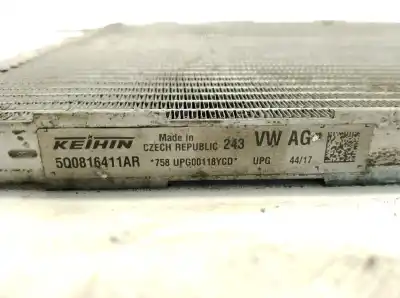 KEIHIN Made in CZECH REPUBLIC 243 VW AG
5Q0816411AR *758 UPG00118YCD* UPG 44/17